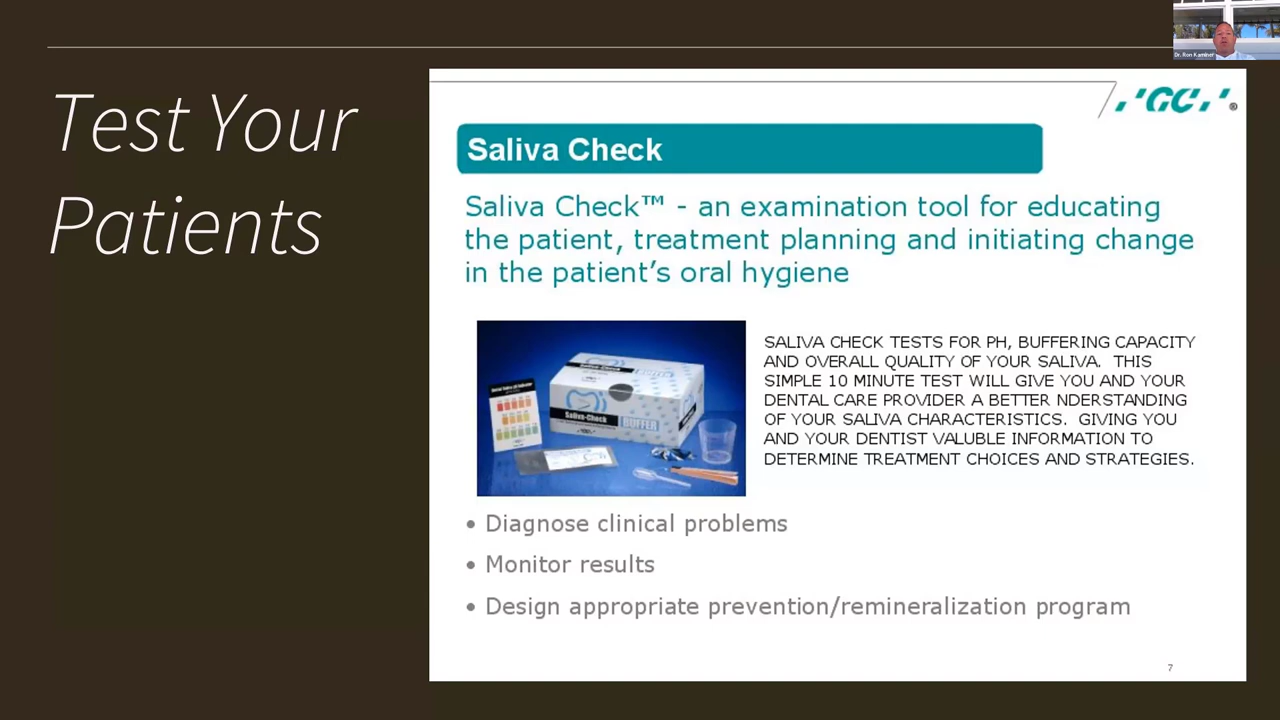 Test Your
Patients
Dr. Ron Kaminer
GC®
Saliva Check
Saliva Check™ - an examination tool for educating
the patient, treatment planning and initiating change
in the patient's oral hygiene
Saliva-Check
BUFFER
SALIVA CHECK TESTS FOR PH, BUFFERING CAPACITY
AND OVERALL QUALITY OF YOUR SALIVA. THIS
SIMPLE 10 MINUTE TEST WILL GIVE YOU AND YOUR
DENTAL CARE PROVIDER A BETTER NDERSTANDING
OF YOUR SALIVA CHARACTERISTICS. GIVING YOU
AND YOUR DENTIST VALUBLE INFORMATION TO
DETERMINE TREATMENT CHOICES AND STRATEGIES.
• Diagnose clinical problems
• Monitor results
• Design appropriate prevention/remineralization program
7